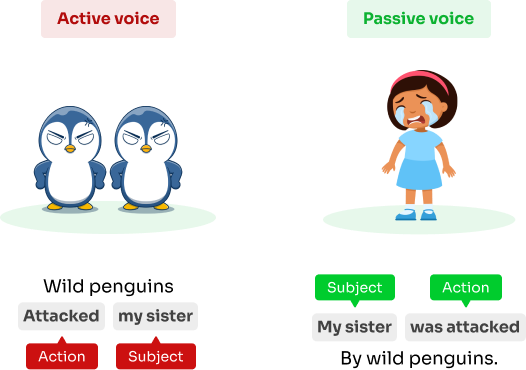 Active voice
Passive voice
Wild penguins
Attacked my sister
Action Subject
Subject Action
My sister was attacked
By wild penguins.